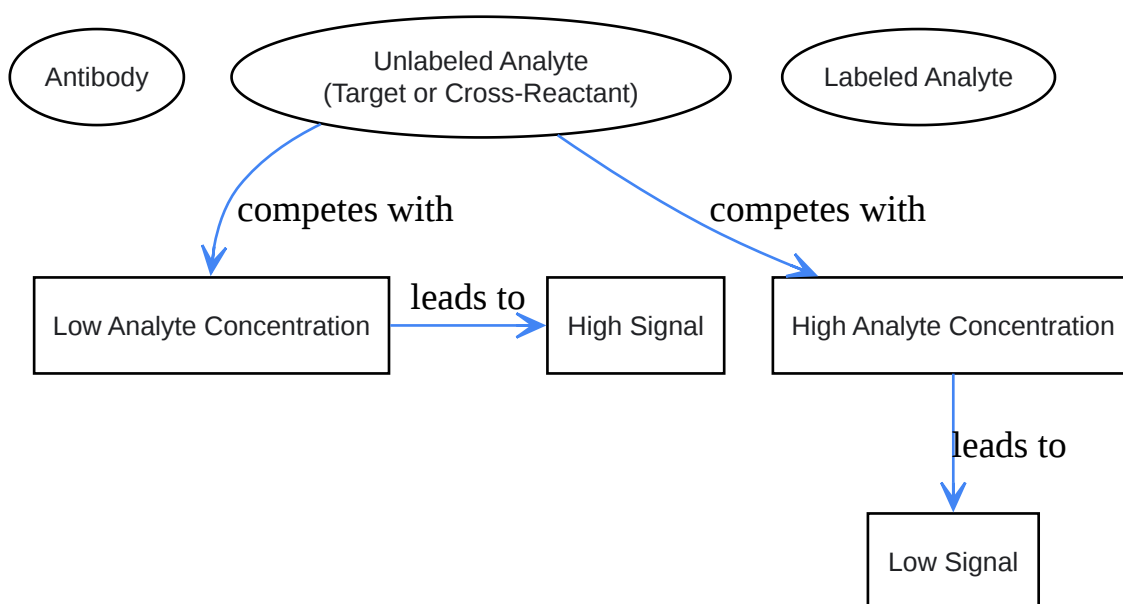 Antibody
Unlabeled Analyte
(Target or Cross-Reactant)
Labeled Analyte
competes with
competes with
Low Analyte Concentration
leads to
High Signal
High Analyte Concentration
leads to
Low Signal